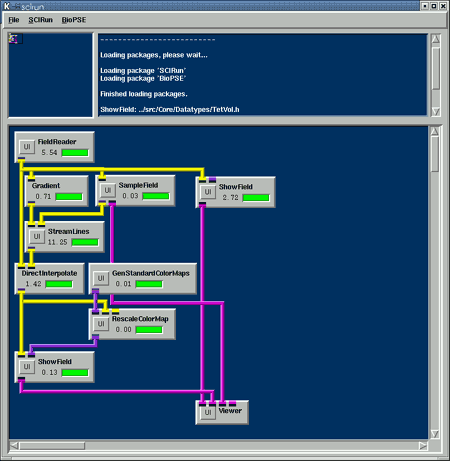 scirun
File SCIRun BioPSE
Loading packages, please wait...
Loading package 'SCIRun'
Loading package 'BioPSE'
Finished loading packages.
ShowField: ../src/Core/Datatypes/TetVol.h
UI FieldReader
5.54
Gradient
0.71
UI SampleField
0.03
UI ShowField
2.72
UI StreamLines
11.25
DirectInterpolate
1.42
UI GenStandardColorMaps
0.01
UI RescaleColorMap
0.00
UI ShowField
0.13
UI Viewer